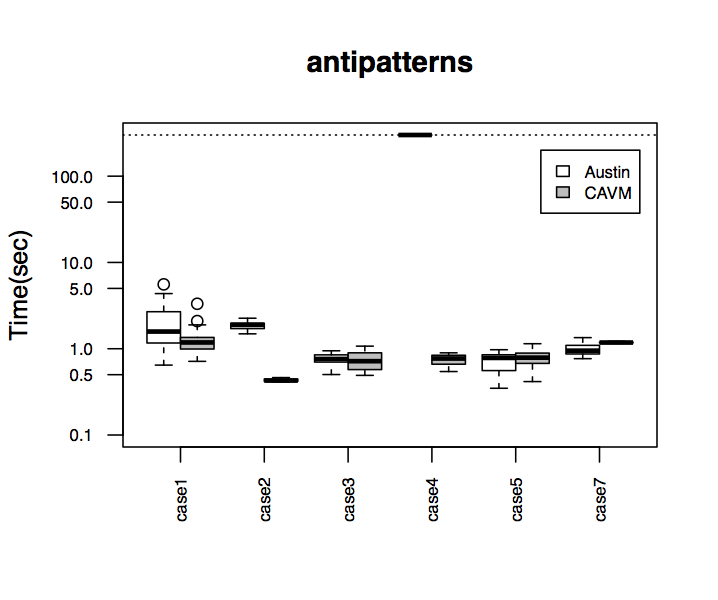 antipatterns
Time(sec)
100.0
50.0
10.0
5.0
1.0
0.5
0.1
Austin
CAVM
case1
case2
case3
case4
case5
case7